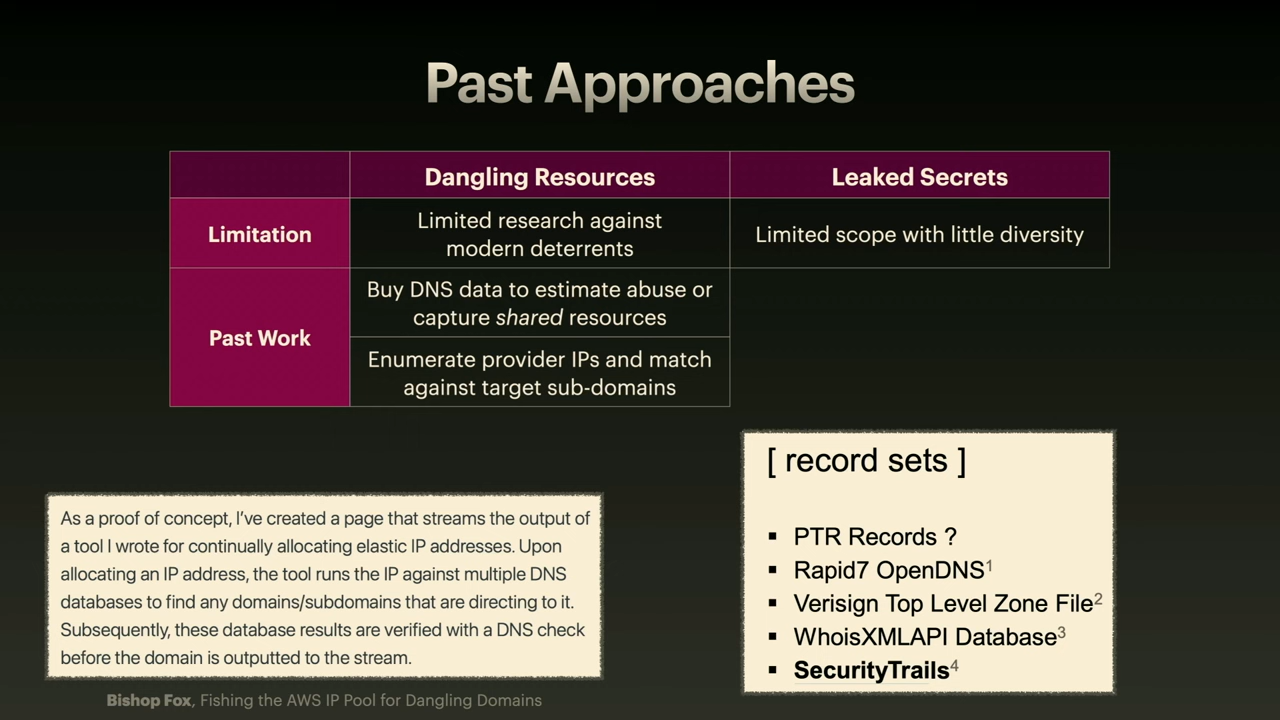 Past Approaches
Dangling Resources
Leaked Secrets
Limitation
Limited research against
modern deterrents
Limited scope with little diversity
Past Work
Buy DNS data to estimate abuse or
capture shared resources
Enumerate provider IPs and match
against target sub-domains
As a proof of concept, I've created a page that streams the output of
a tool I wrote for continually allocating elastic IP addresses. Upon
allocating an IP address, the tool runs the IP against multiple DNS
databases to find any domains/subdomains that are directing to it.
Subsequently, these database results are verified with a DNS check
before the domain is outputted to the stream.
Bishop Fox, Fishing the AWS IP Pool for Dangling Domains
[ record sets ]
▪ PTR Records ?
▪ Rapid7 OpenDNS¹
▪ Verisign Top Level Zone File²
▪ WhoisXMLAPI Database³
▪ SecurityTrails⁴